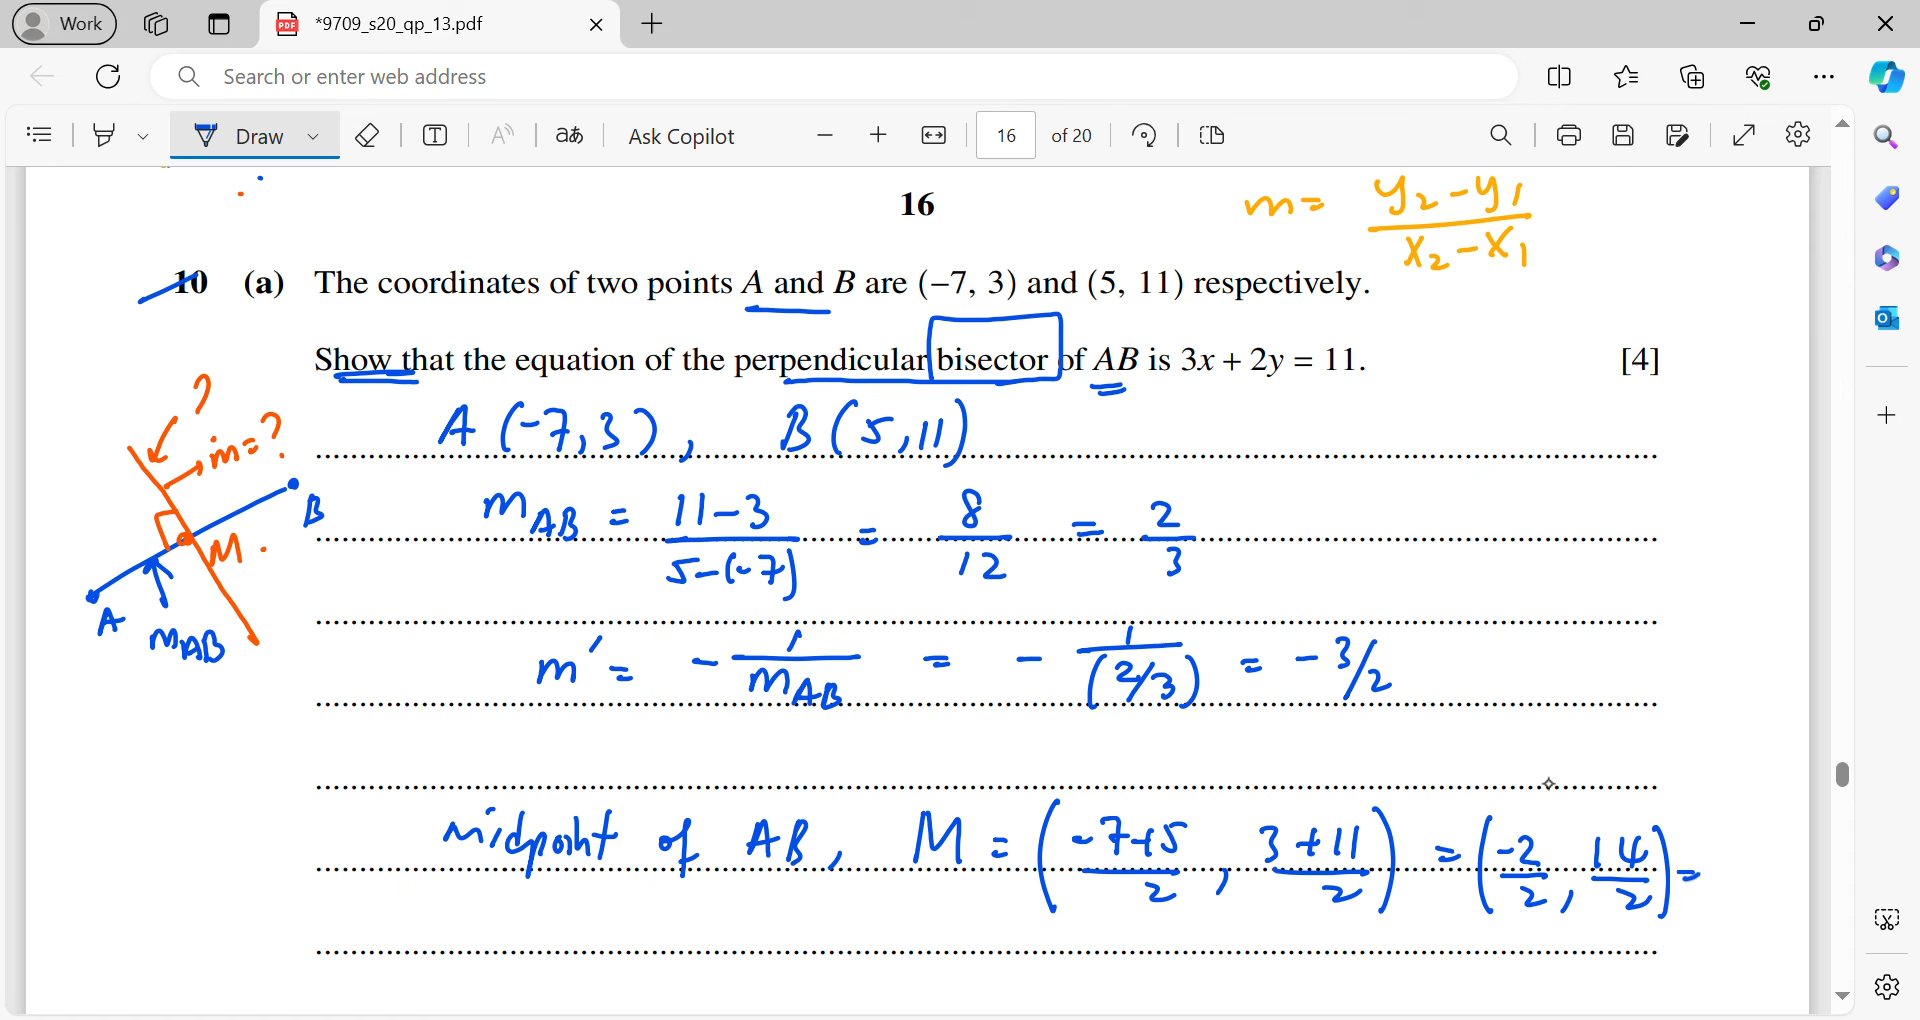 Work
*9709_s20_qp_13.pdf
Search or enter web address
Draw
Ask Copilot
16 of 20
16
m = y₂-y₁ / x₂-x₁
10 (a) The coordinates of two points A and B are (−7, 3) and (5, 11) respectively.
Show that the equation of the perpendicular bisector of AB is 3x + 2y = 11. [4]
?
m=?
B
M
A
mAB
A (-7,3), B (5,11)
mAB = 11-3 / 5-(-7) = 8/12 = 2/3
m' = - 1/mAB = - 1/(2/3) = -3/2
midpoint of AB, M = (-7+5/2, 3+11/2) = (-2/2, 14/2) =